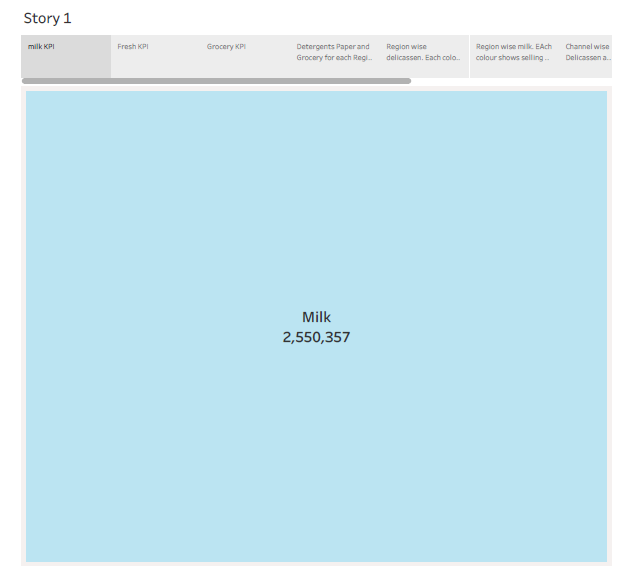 Story 1
milk KPI
Fresh KPI
Grocery KPI
Detergents Paper and
Grocery for each Regi..
Region wise
delicassen. Each colo..
Region wise milk. EAch
colour shows selling ..
Channel wise
Delicassen a..
Milk
2,550,357